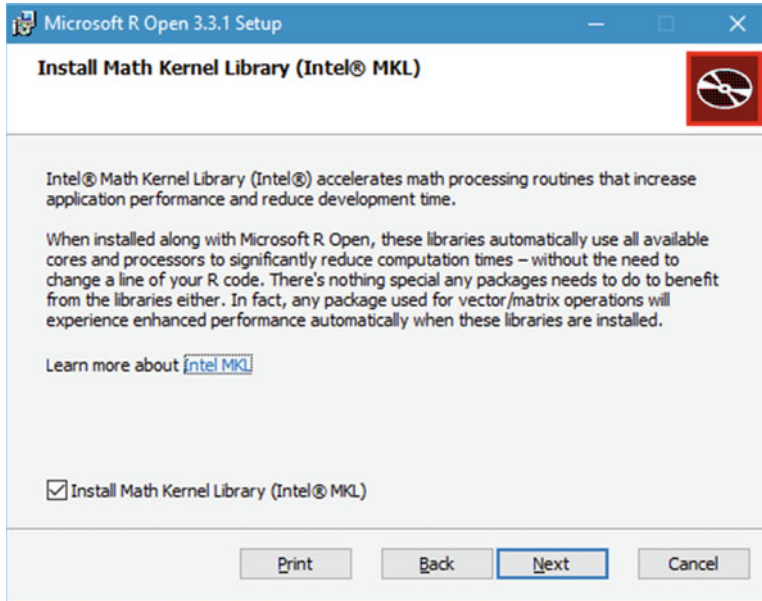 Microsoft R Open 3.3.1 Setup
Install Math Kernel Library (Intel® MKL)
Intel® Math Kernel Library (Intel®) accelerates math processing routines that increase
application performance and reduce development time.
When installed along with Microsoft R Open, these libraries automatically use all available
cores and processors to significantly reduce computation times – without the need to
change a line of your R code. There's nothing special any packages needs to do to benefit
from the libraries either. In fact, any package used for vector/matrix operations will
experience enhanced performance automatically when these libraries are installed.
Learn more about Intel MKL
Install Math Kernel Library (Intel® MKL)
Print Back Next Cancel